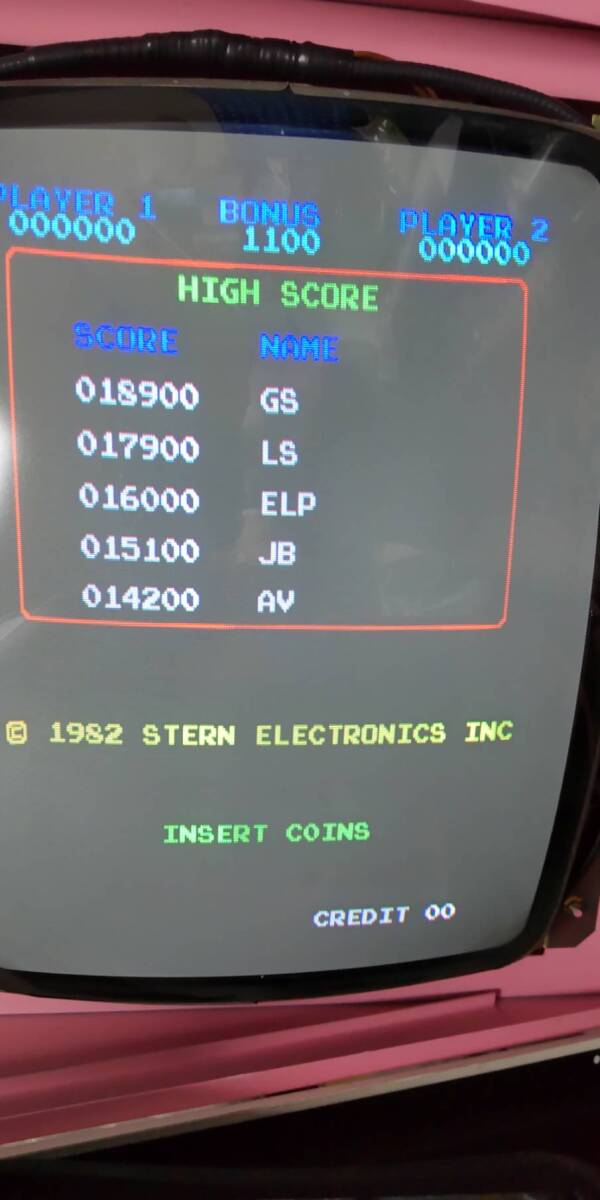 PLAYER 1 BONUS PLAYER 2
000000 1100 000000
HIGH SCORE
SCORE NAME
018900 GS
017900 LS
016000 ELP
015100 JB
014200 AV
© 1982 STERN ELECTRONICS INC
INSERT COINS
CREDIT 00